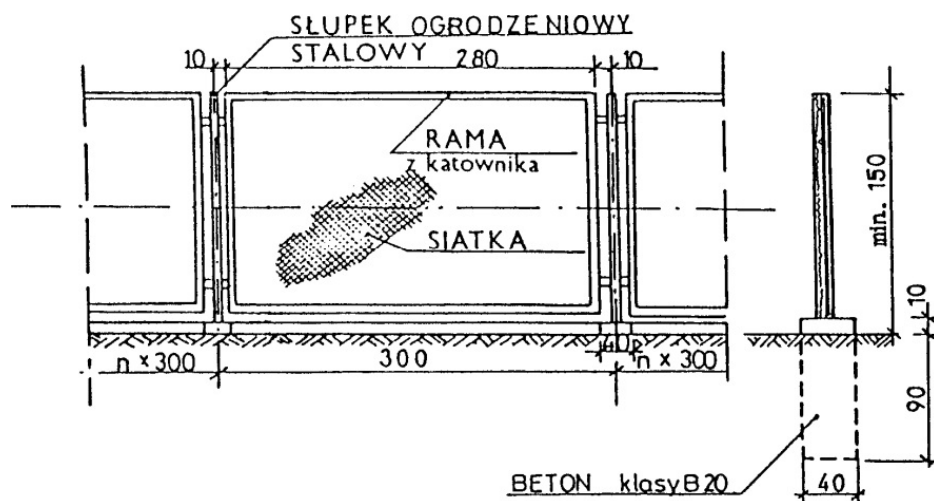 SŁUPEK OGRODZENIOWY
STALOWY
10
280
10
RAMA
z katownika
SIATKA
min. 150
10
40
n × 300
300
n × 300
90
BETON klasy B20
40